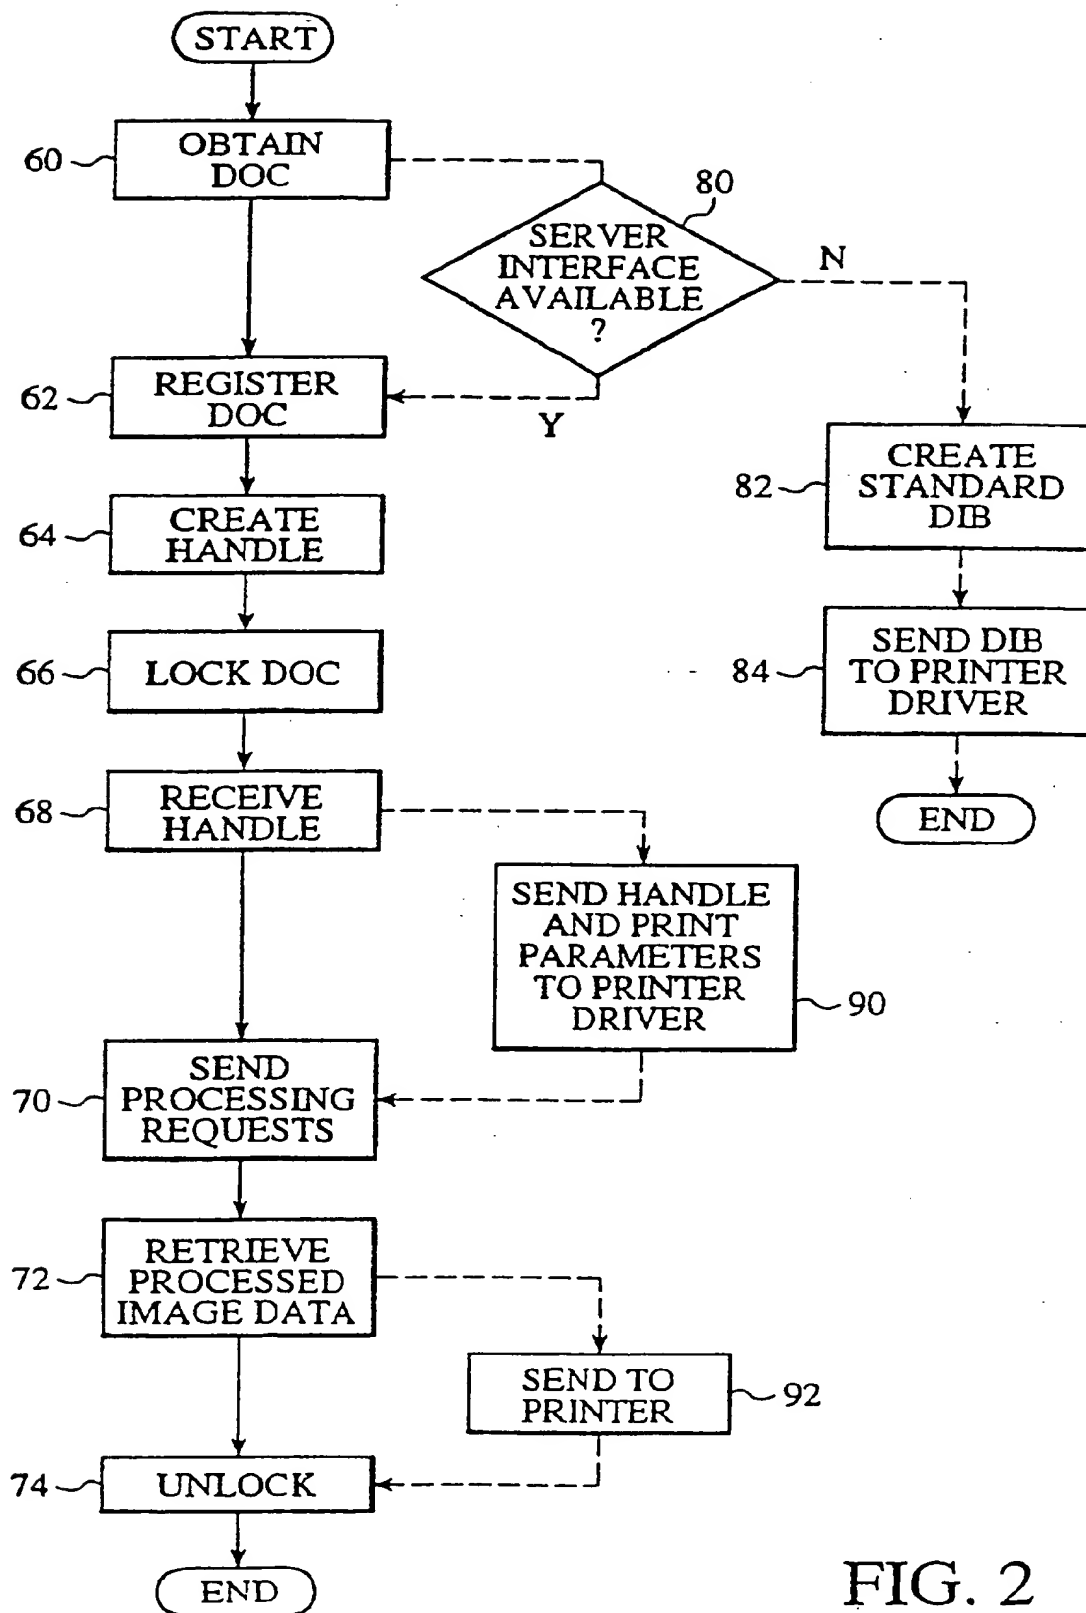 START
60
OBTAIN
DOC
80
SERVER
INTERFACE
AVAILABLE
?
N
Y
62
REGISTER
DOC
64
CREATE
HANDLE
82
CREATE
STANDARD
DIB
66
LOCK DOC
84
SEND DIB
TO PRINTER
DRIVER
END
68
RECEIVE
HANDLE
SEND HANDLE
AND PRINT
PARAMETERS
TO PRINTER
DRIVER
90
70
SEND
PROCESSING
REQUESTS
72
RETRIEVE
PROCESSED
IMAGE DATA
SEND TO
PRINTER
92
74
UNLOCK
END
FIG. 2